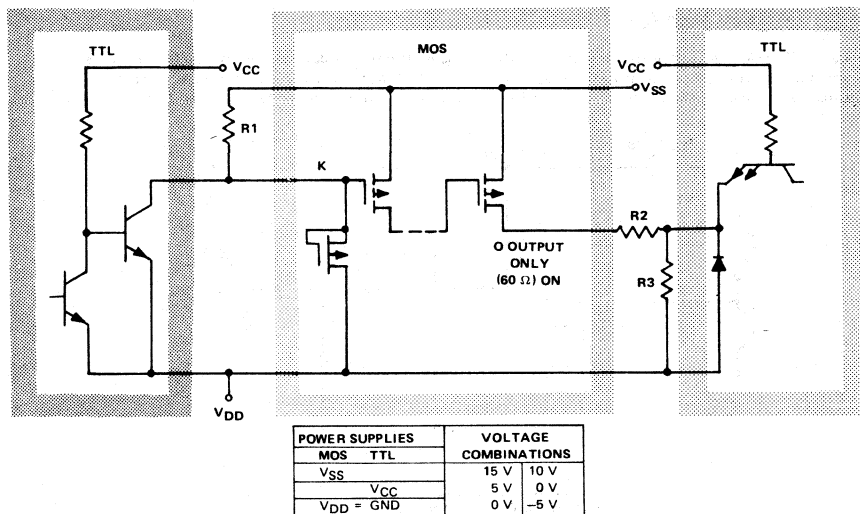 TTL
MOS
TTL
VCC
VCC
VSS
R1
K
R2
O OUTPUT
ONLY
(60 Ω) ON
R3
VDD
POWER SUPPLIES
VOLTAGE
MOS TTL
COMBINATIONS
VSS
15 V 10 V
VCC
5 V 0 V
VDD = GND
0 V -5 V